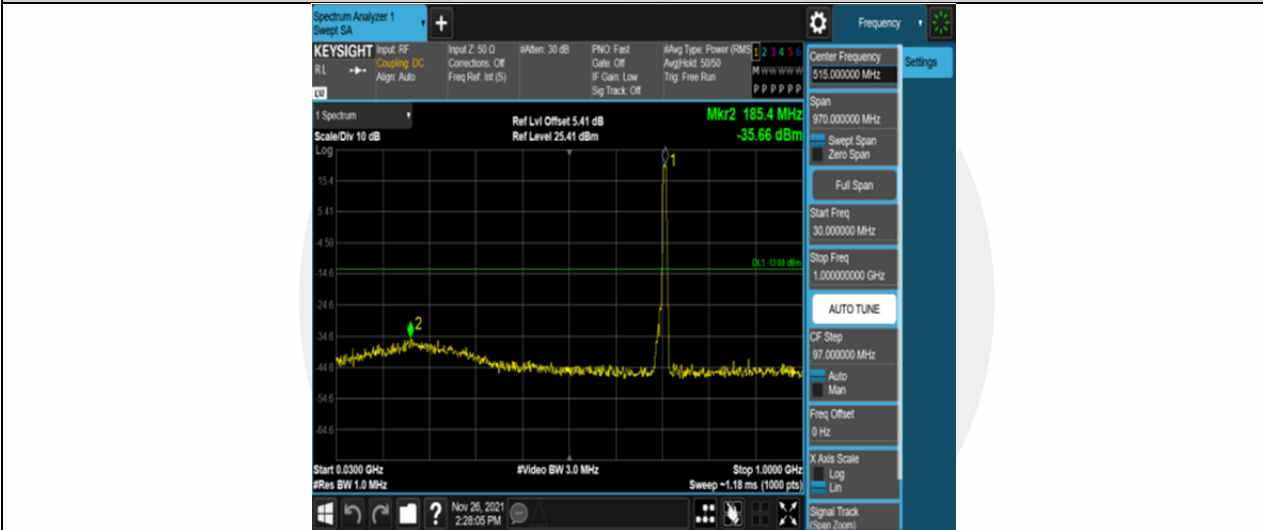 Spectrum Analyzer 1
Swept SA
+
Frequency
KEYSIGHT
RL
LV
Input: RF
Coupling: DC
Align: Auto
Input Z: 50 Ω
Corrections: Off
Freq Ref: Int (S)
#Atten: 30 dB
PNO: Fast
Gate: Off
IF Gain: Low
Sig Track: Off
#Avg Type: Power (RMS
Avg|Hold: 50/50
Trig: Free Run
1 2 3 4 5 6
M W W W W W
P P P P P P
Center Frequency
515.000000 MHz
Settings
Span
970.000000 MHz
Swept Span
Zero Span
Full Span
Start Freq
30.000000 MHz
Stop Freq
1.000000000 GHz
AUTO TUNE
CF Step
97.000000 MHz
Auto
Man
Freq Offset
0 Hz
X Axis Scale
Log
Lin
Signal Track
(Span Zoom)
1 Spectrum
Scale/Div 10 dB
Ref Lvl Offset 5.41 dB
Ref Level 25.41 dBm
Mkr2 185.4 MHz
-35.66 dBm
Log
15.4
5.41
-4.59
-14.6
-24.6
-34.6
-44.6
-54.6
-64.6
1
DL1 -13.00 dBm
2
Start 0.0300 GHz
#Res BW 1.0 MHz
#Video BW 3.0 MHz
Stop 1.0000 GHz
Sweep ~1.18 ms (1000 pts)
?
Nov 26, 2021
2:28:05 PM